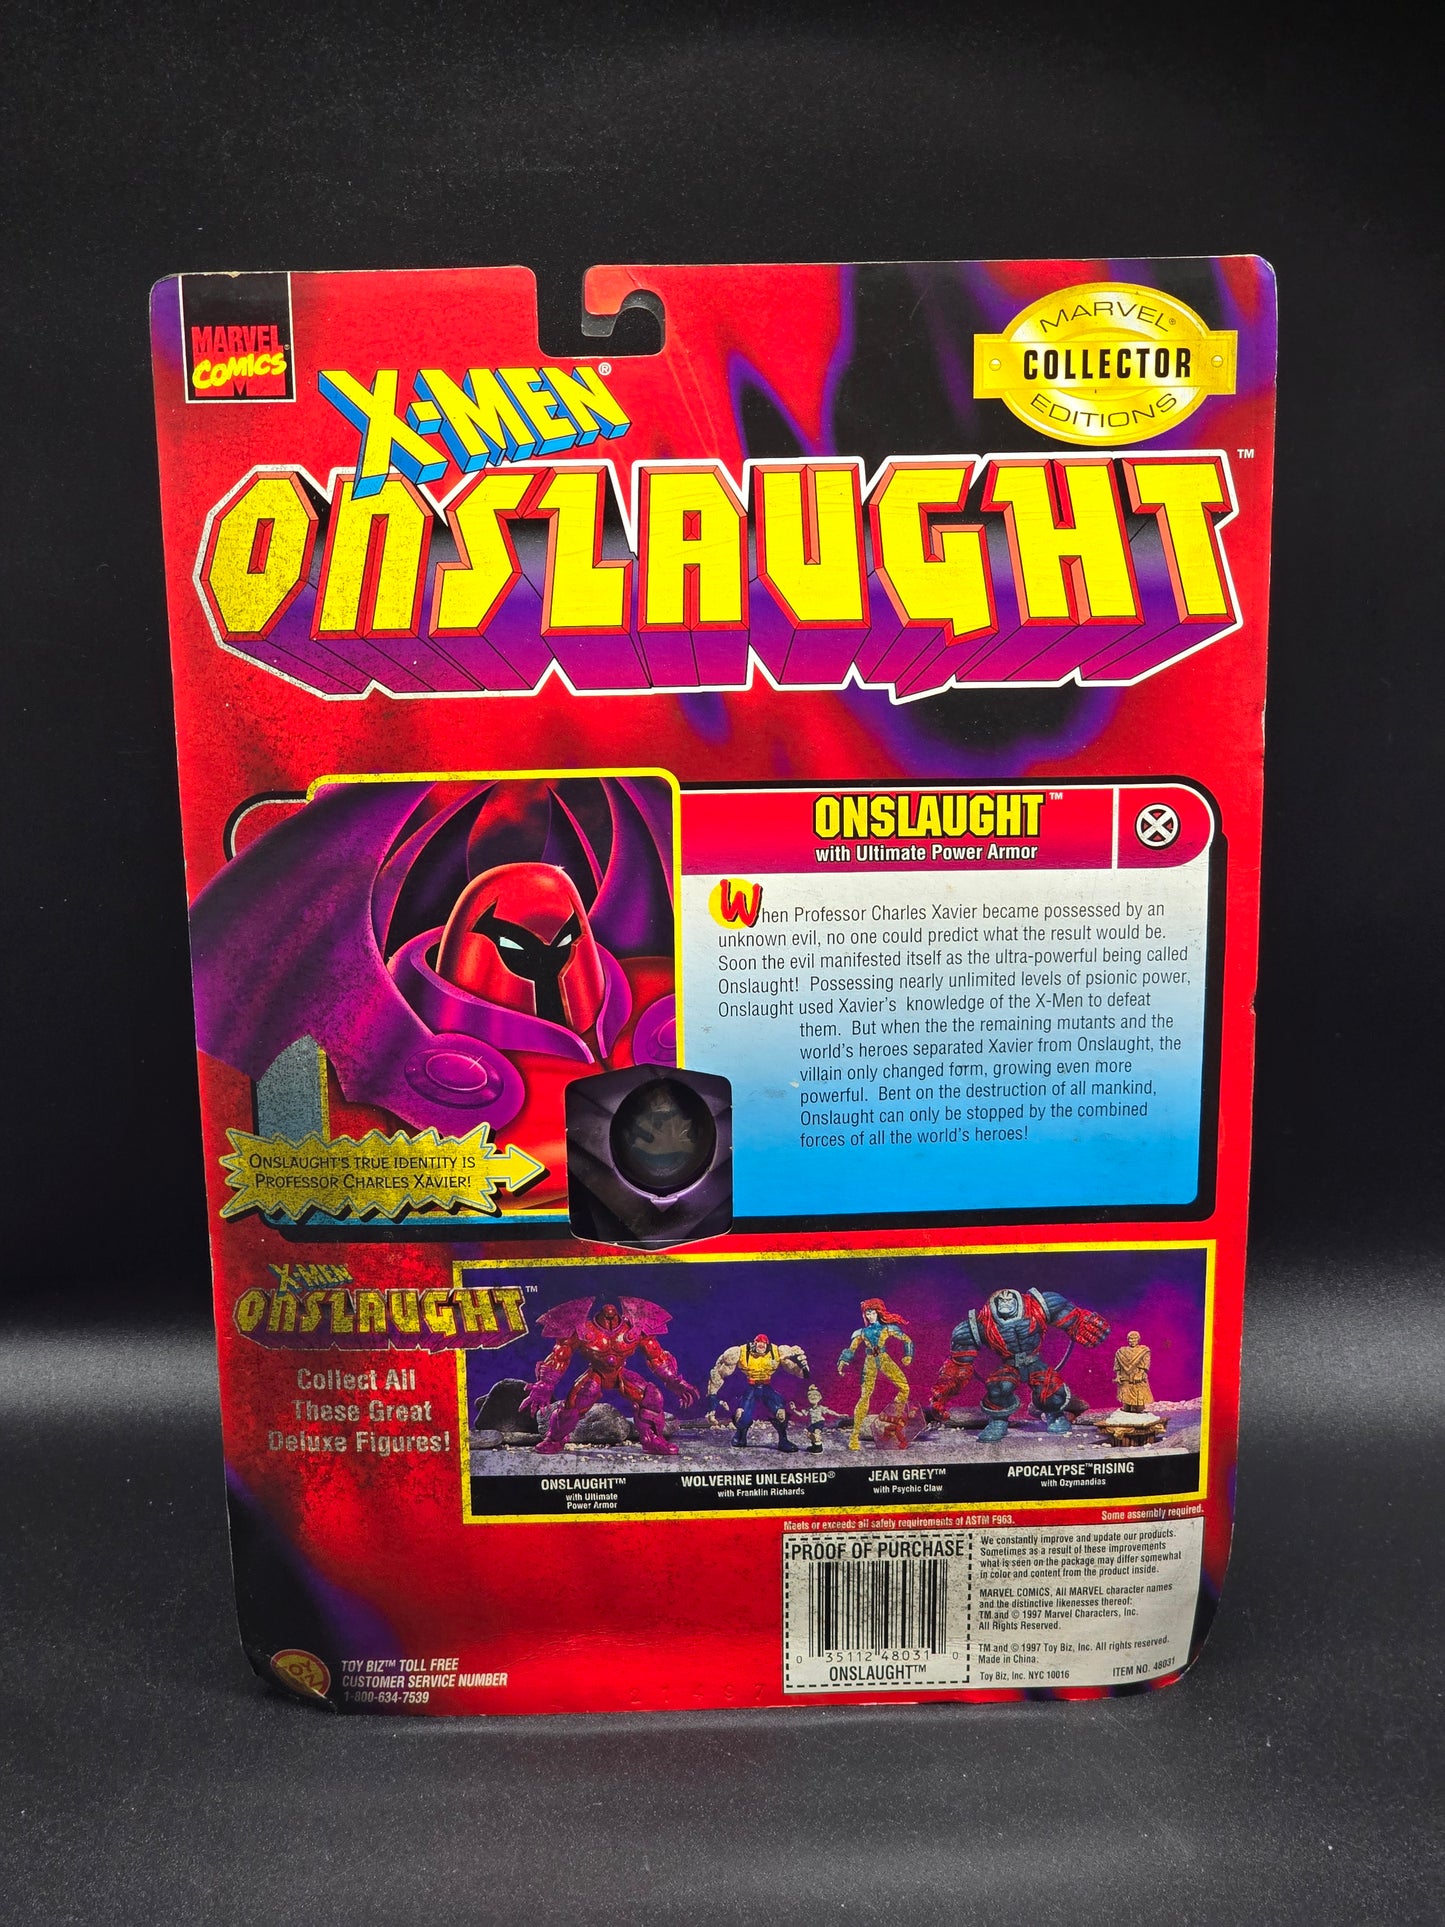 MARVEL
COMICS
X-MEN®
ONSLAUGHT™
MARVEL®
COLLECTOR
EDITIONS
ONSLAUGHT™
with Ultimate Power Armor
When Professor Charles Xavier became possessed by an
unknown evil, no one could predict what the result would be.
Soon the evil manifested itself as the ultra-powerful being called
Onslaught! Possessing nearly unlimited levels of psionic power,
Onslaught used Xavier's knowledge of the X-Men to defeat
them. But when the the remaining mutants and the
world's heroes separated Xavier from Onslaught, the
villain only changed form, growing even more
powerful. Bent on the destruction of all mankind,
Onslaught can only be stopped by the combined
forces of all the world's heroes!
ONSLAUGHT'S TRUE IDENTITY IS
PROFESSOR CHARLES XAVIER!
X-MEN
ONSLAUGHT™
Collect All
These Great
Deluxe Figures!
ONSLAUGHT™
with Ultimate
Power Armor
WOLVERINE UNLEASHED®
with Franklin Richards
JEAN GREY™
with Psychic Claw
APOCALYPSE™ RISING
with Ozymandias
Meets or exceeds all safety requirements of ASTM F963.
Some assembly required.
PROOF OF PURCHASE
0 35112 48031 0
ONSLAUGHT™
We constantly improve and update our products.
Sometimes as a result of these improvements
what is seen on the package may differ somewhat
in color and content from the product inside.
MARVEL COMICS, All MARVEL character names
and the distinctive likenesses thereof:
TM and © 1997 Marvel Characters, Inc.
All Rights Reserved.
TM and © 1997 Toy Biz, Inc. All rights reserved.
Made in China.
Toy Biz, Inc. NYC 10016
ITEM NO. 48031
TOY BIZ™ TOLL FREE
CUSTOMER SERVICE NUMBER
1-800-634-7539